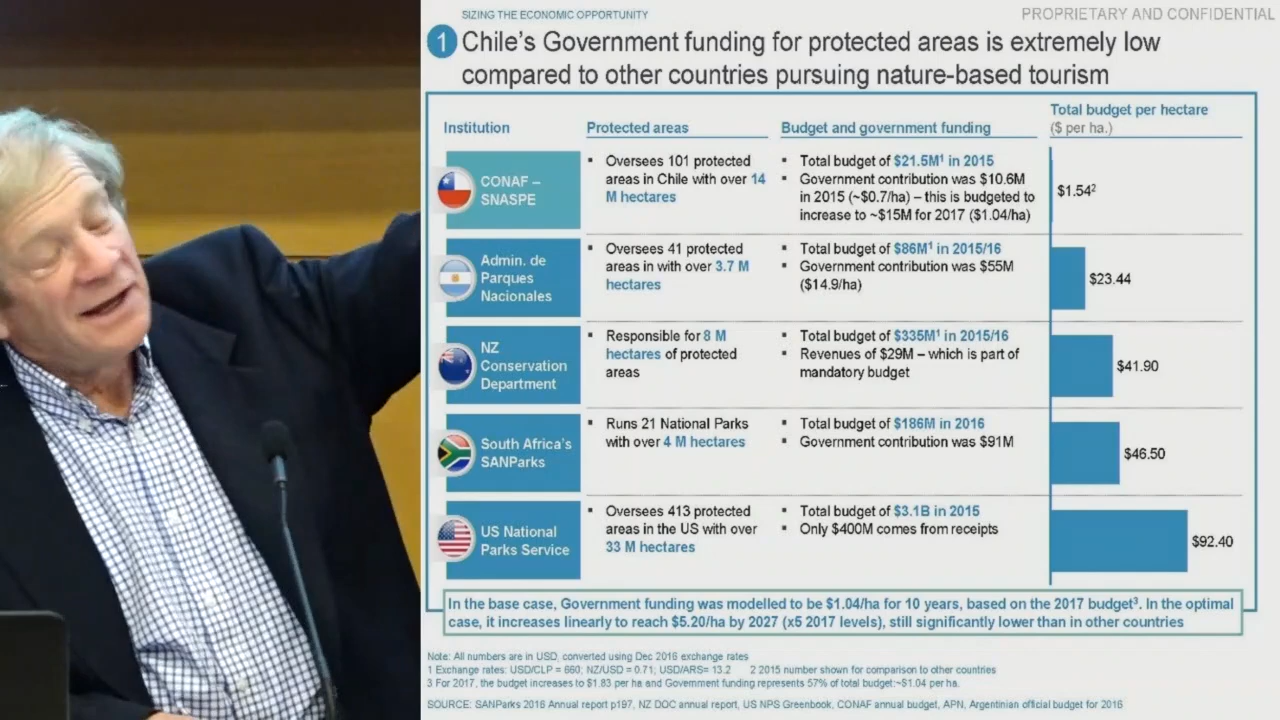 SIZING THE ECONOMIC OPPORTUNITY
PROPRIETARY AND CONFIDENTIAL
1 Chile's Government funding for protected areas is extremely low
compared to other countries pursuing nature-based tourism
Institution
Protected areas
Budget and government funding
Total budget per hectare
($ per ha.)
CONAF –
SNASPE
▪ Oversees 101 protected
areas in Chile with over 14
M hectares
▪ Total budget of $21.5M¹ in 2015
▪ Government contribution was $10.6M
in 2015 (~$0.7/ha) – this is budgeted to
increase to ~$15M for 2017 ($1.04/ha)
$1.54²
Admin. de
Parques
Nacionales
▪ Oversees 41 protected
areas in with over 3.7 M
hectares
▪ Total budget of $86M¹ in 2015/16
▪ Government contribution was $55M
($14.9/ha)
$23.44
NZ
Conservation
Department
▪ Responsible for 8 M
hectares of protected
areas
▪ Total budget of $335M¹ in 2015/16
▪ Revenues of $29M – which is part of
mandatory budget
$41.90
South Africa's
SANParks
▪ Runs 21 National Parks
with over 4 M hectares
▪ Total budget of $186M in 2016
▪ Government contribution was $91M
$46.50
US National
Parks Service
▪ Oversees 413 protected
areas in the US with over
33 M hectares
▪ Total budget of $3.1B in 2015
▪ Only $400M comes from receipts
$92.40
In the base case, Government funding was modelled to be $1.04/ha for 10 years, based on the 2017 budget³. In the optimal
case, it increases linearly to reach $5.20/ha by 2027 (x5 2017 levels), still significantly lower than in other countries
Note: All numbers are in USD, converted using Dec 2016 exchange rates
1 Exchange rates: USD/CLP = 660; NZ/USD = 0.71; USD/ARS= 13.2 2 2015 number shown for comparison to other countries
3 For 2017, the budget increases to $1.83 per ha and Government funding represents 57% of total budget:~$1.04 per ha.
SOURCE: SANParks 2016 Annual report p197, NZ DOC annual report, US NPS Greenbook, CONAF annual budget, APN, Argentinian official budget for 2016